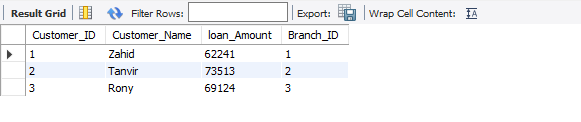 Result Grid Filter Rows: Export: Wrap Cell Content:
Customer_ID Customer_Name loan_Amount Branch_ID
1 Zahid 62241 1
2 Tanvir 73513 2
3 Rony 69124 3